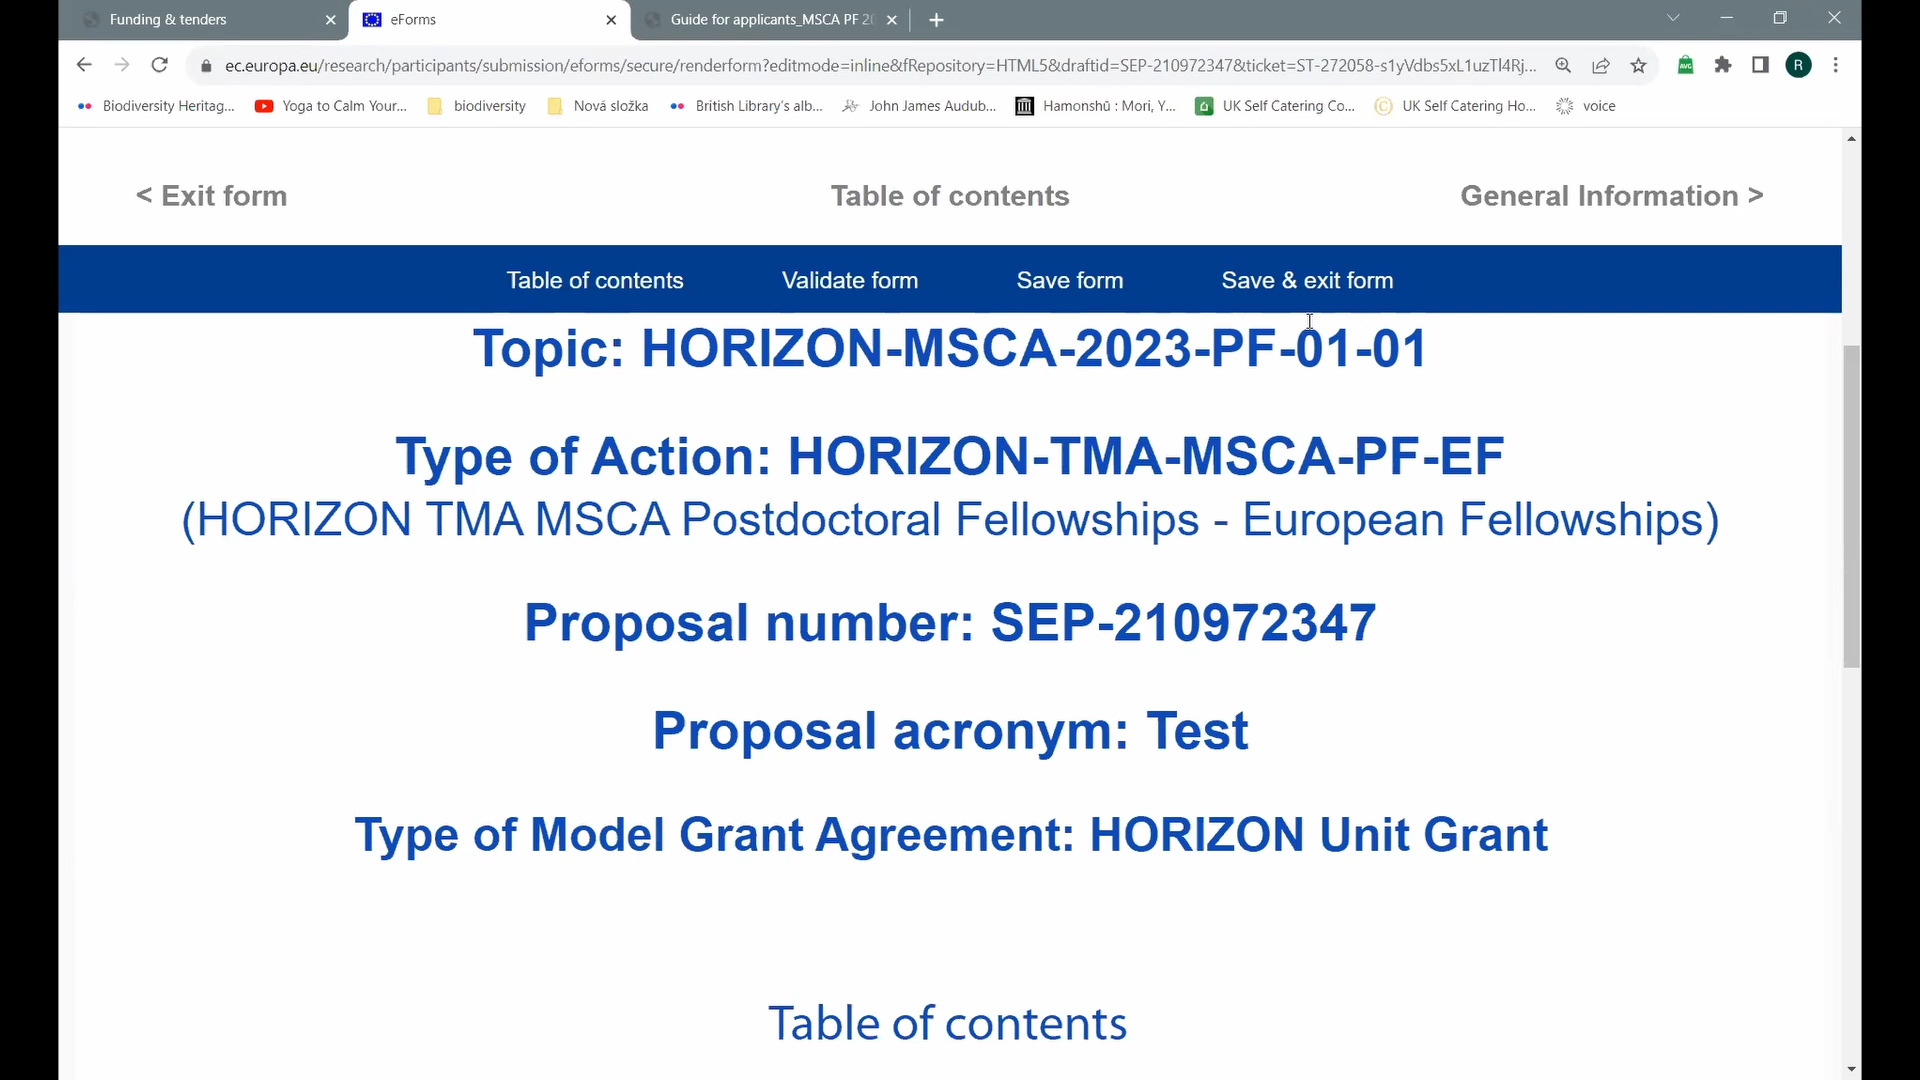 Funding & tenders
eForms
Guide for applicants_MSCA PF 20
ec.europa.eu/research/participants/submission/eforms/secure/renderform?editmode=inline&fRepository=HTML5&draftid=SEP-210972347&ticket=ST-272058-s1yVdbs5xL1uzTl4Rj...
R
Biodiversity Heritag...
Yoga to Calm Your...
biodiversity
Nová složka
British Library's alb...
John James Audub...
Hamonshū : Mori, Y...
UK Self Catering Co...
UK Self Catering Ho...
voice
< Exit form
Table of contents
General Information >
Table of contents
Validate form
Save form
Save & exit form
Topic: HORIZON-MSCA-2023-PF-01-01
Type of Action: HORIZON-TMA-MSCA-PF-EF
(HORIZON TMA MSCA Postdoctoral Fellowships - European Fellowships)
Proposal number: SEP-210972347
Proposal acronym: Test
Type of Model Grant Agreement: HORIZON Unit Grant
Table of contents